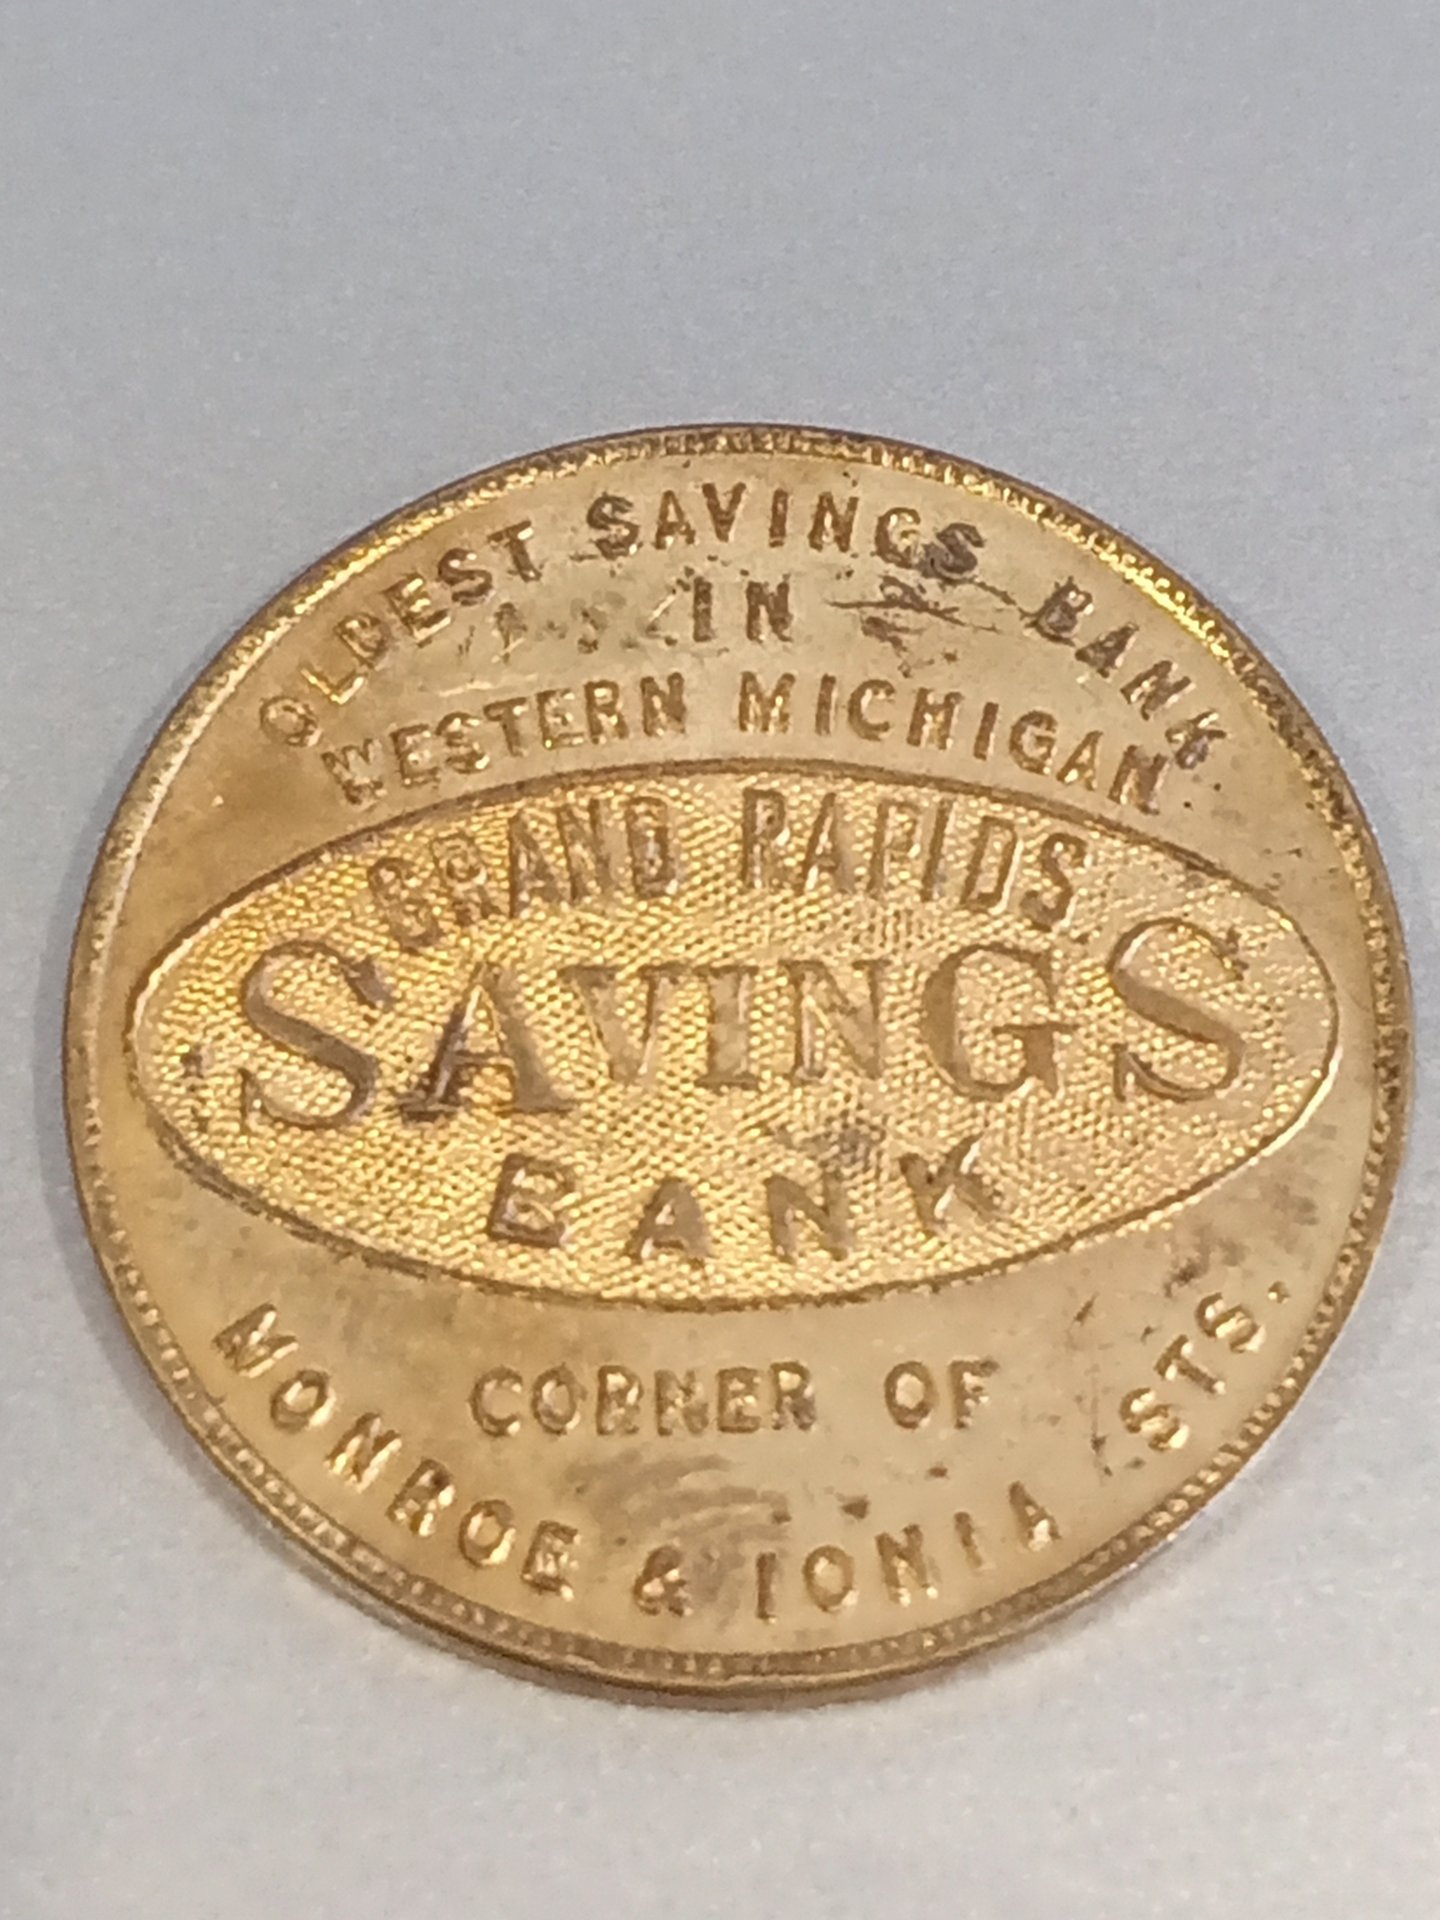 OLDEST SAVINGS BANK
IN
WESTERN MICHIGAN
GRAND RAPIDS
SAVINGS
BANK
CORNER OF
MONROE & IONIA STS.